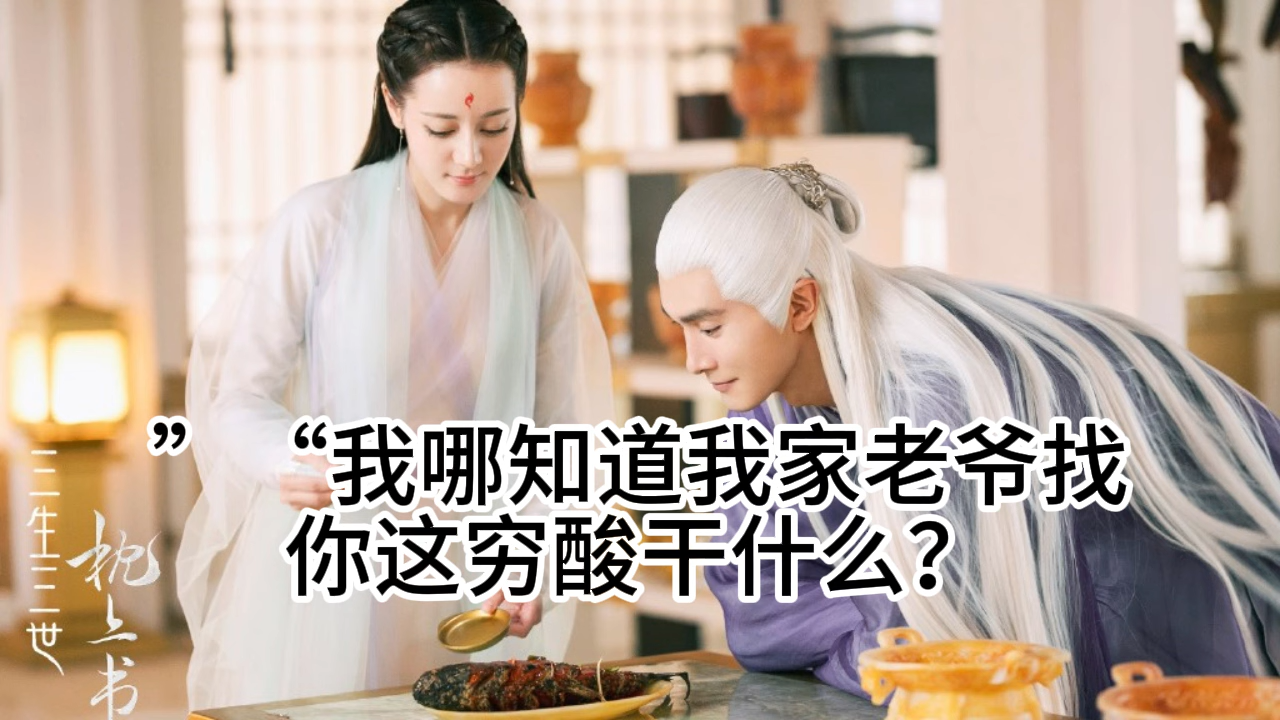 ”　“我哪知道我家老爷找
你这穷酸干什么？
三生三世
枕上书